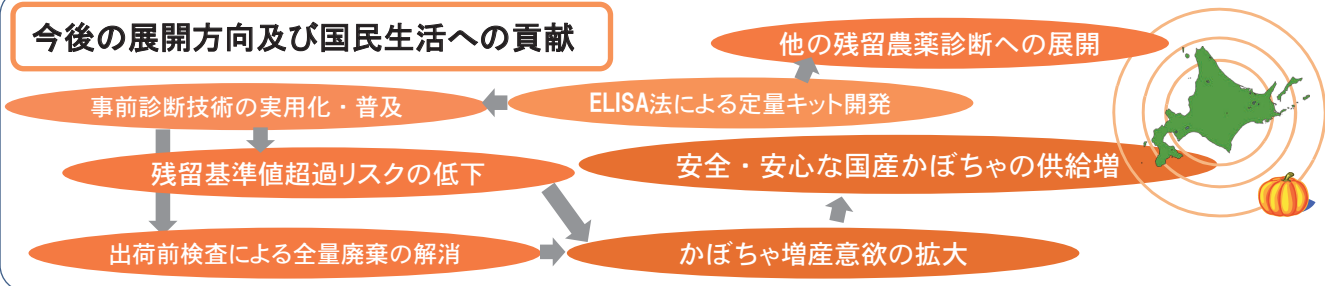 今後の展開方向及び国民生活への貢献
他の残留農薬診断への展開
ELISA法による定量キット開発
事前診断技術の実用化・普及
残留基準値超過リスクの低下
安全・安心な国産かぼちゃの供給増
出荷前検査による全量廃棄の解消
かぼちゃ増産意欲の拡大